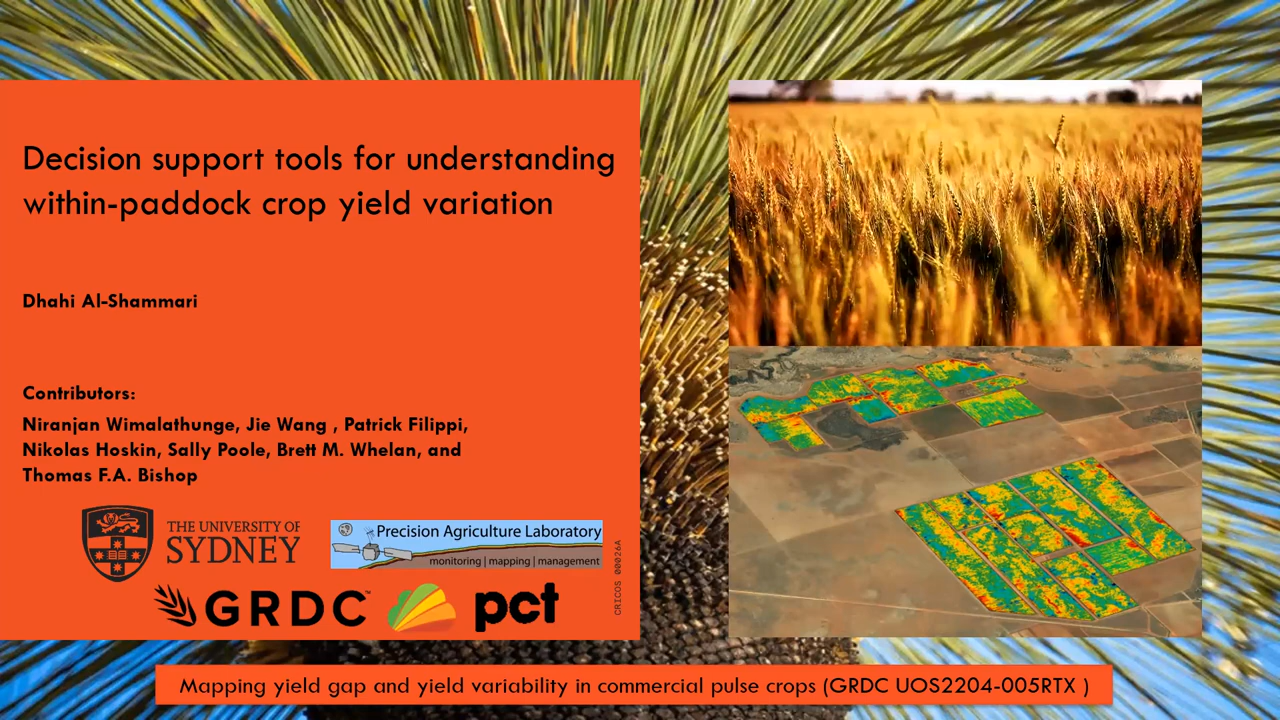 Decision support tools for understanding
within-paddock crop yield variation
Dhahi Al-Shammari
Contributors:
Niranjan Wimalathunge, Jie Wang , Patrick Filippi,
Nikolas Hoskin, Sally Poole, Brett M. Whelan, and
Thomas F.A. Bishop
THE UNIVERSITY OF
SYDNEY
Precision Agriculture Laboratory
monitoring | mapping | management
CRICOS 00026A
GRDC™
pct
Mapping yield gap and yield variability in commercial pulse crops (GRDC UOS2204-005RTX )